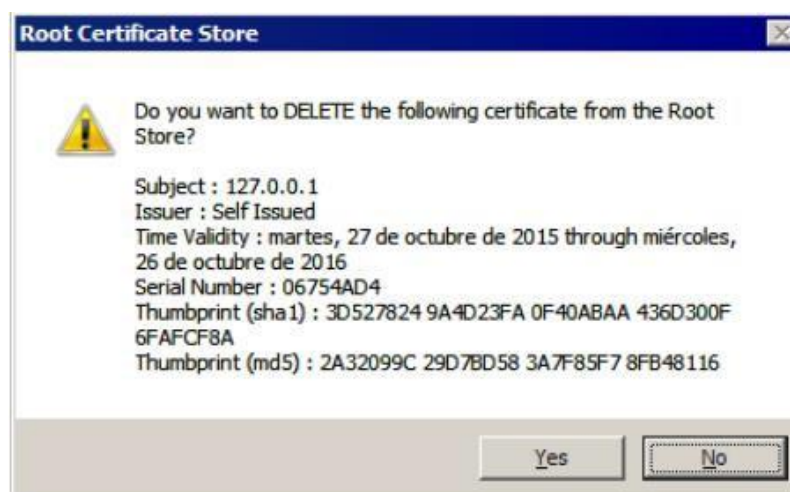 Root Certificate Store
Do you want to DELETE the following certificate from the Root
Store?
Subject : 127.0.0.1
Issuer : Self Issued
Time Validity : martes, 27 de octubre de 2015 through miércoles,
26 de octubre de 2016
Serial Number : 06754AD4
Thumbprint (sha1) : 3D527824 9A4D23FA 0F40ABAA 436D300F
6FAFCF8A
Thumbprint (md5) : 2A32099C 29D7BD58 3A7F85F7 8FB48116
Yes No